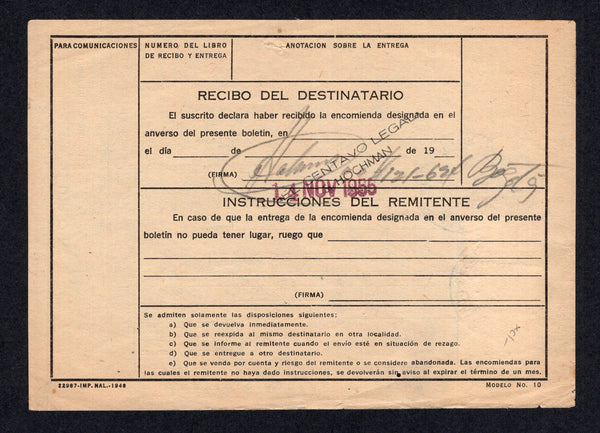 PARA COMUNICACIONES
NUMERO DEL LIBRO
DE RECIBO Y ENTREGA
ANOTACION SOBRE LA ENTREGA
RECIBO DEL DESTINATARIO
El suscrito declara haber recibido la encomienda designada en el
anverso del presente boletín, en
el día de de 19
CENTAVO LEGAL
HOCHMAN
(FIRMA) Bogotá
14 NOV 1955
INSTRUCCIONES DEL REMITENTE
En caso de que la entrega de la encomienda designada en el anverso del presente
boletín no pueda tener lugar, ruego que
(FIRMA)
Se admiten solamente las disposiciones siguientes:
a) Que se devuelva inmediatamente.
b) Que se reexpida al mismo destinatario en otra localidad.
c) Que se informe al remitente cuando el envío esté en situación de rezago.
d) Que se entregue a otro destinatario.
e) Que se venda por cuenta y riesgo del remitente o se considere abandonada. Las encomiendas para
las cuales el remitente no haya dado instrucciones, se devolverán sin aviso al expirar el término de un mes.
22967-IMP. NAL.-1948
MODELO No. 10